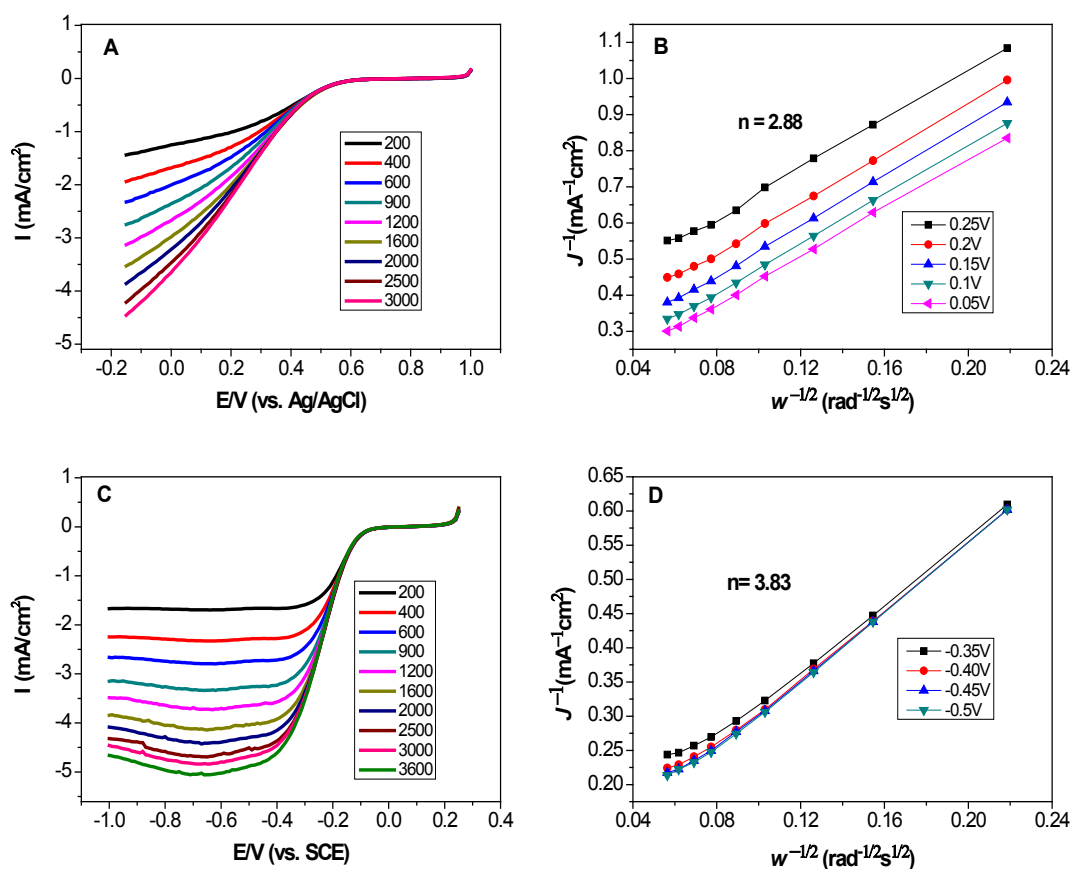 A
I (mA/cm²)
1
0
-1
-2
-3
-4
-5
-0.2 0.0 0.2 0.4 0.6 0.8 1.0
E/V (vs. Ag/AgCl)
200
400
600
900
1200
1600
2000
2500
3000
B
J⁻¹(mA⁻¹cm²)
1.1
1.0
0.9
0.8
0.7
0.6
0.5
0.4
0.3
n = 2.88
0.25V
0.2V
0.15V
0.1V
0.05V
0.04 0.08 0.12 0.16 0.20 0.24
w⁻¹/² (rad⁻¹/²s¹/²)
C
I (mA/cm²)
1
0
-1
-2
-3
-4
-5
200
400
600
900
1200
1600
2000
2500
3000
3600
-1.0 -0.8 -0.6 -0.4 -0.2 0.0 0.2 0.4
E/V (vs. SCE)
D
J⁻¹(mA⁻¹cm²)
0.65
0.60
0.55
0.50
0.45
0.40
0.35
0.30
0.25
0.20
n= 3.83
-0.35V
-0.40V
-0.45V
-0.5V
0.04 0.08 0.12 0.16 0.20 0.24
w⁻¹/² (rad⁻¹/²s¹/²)